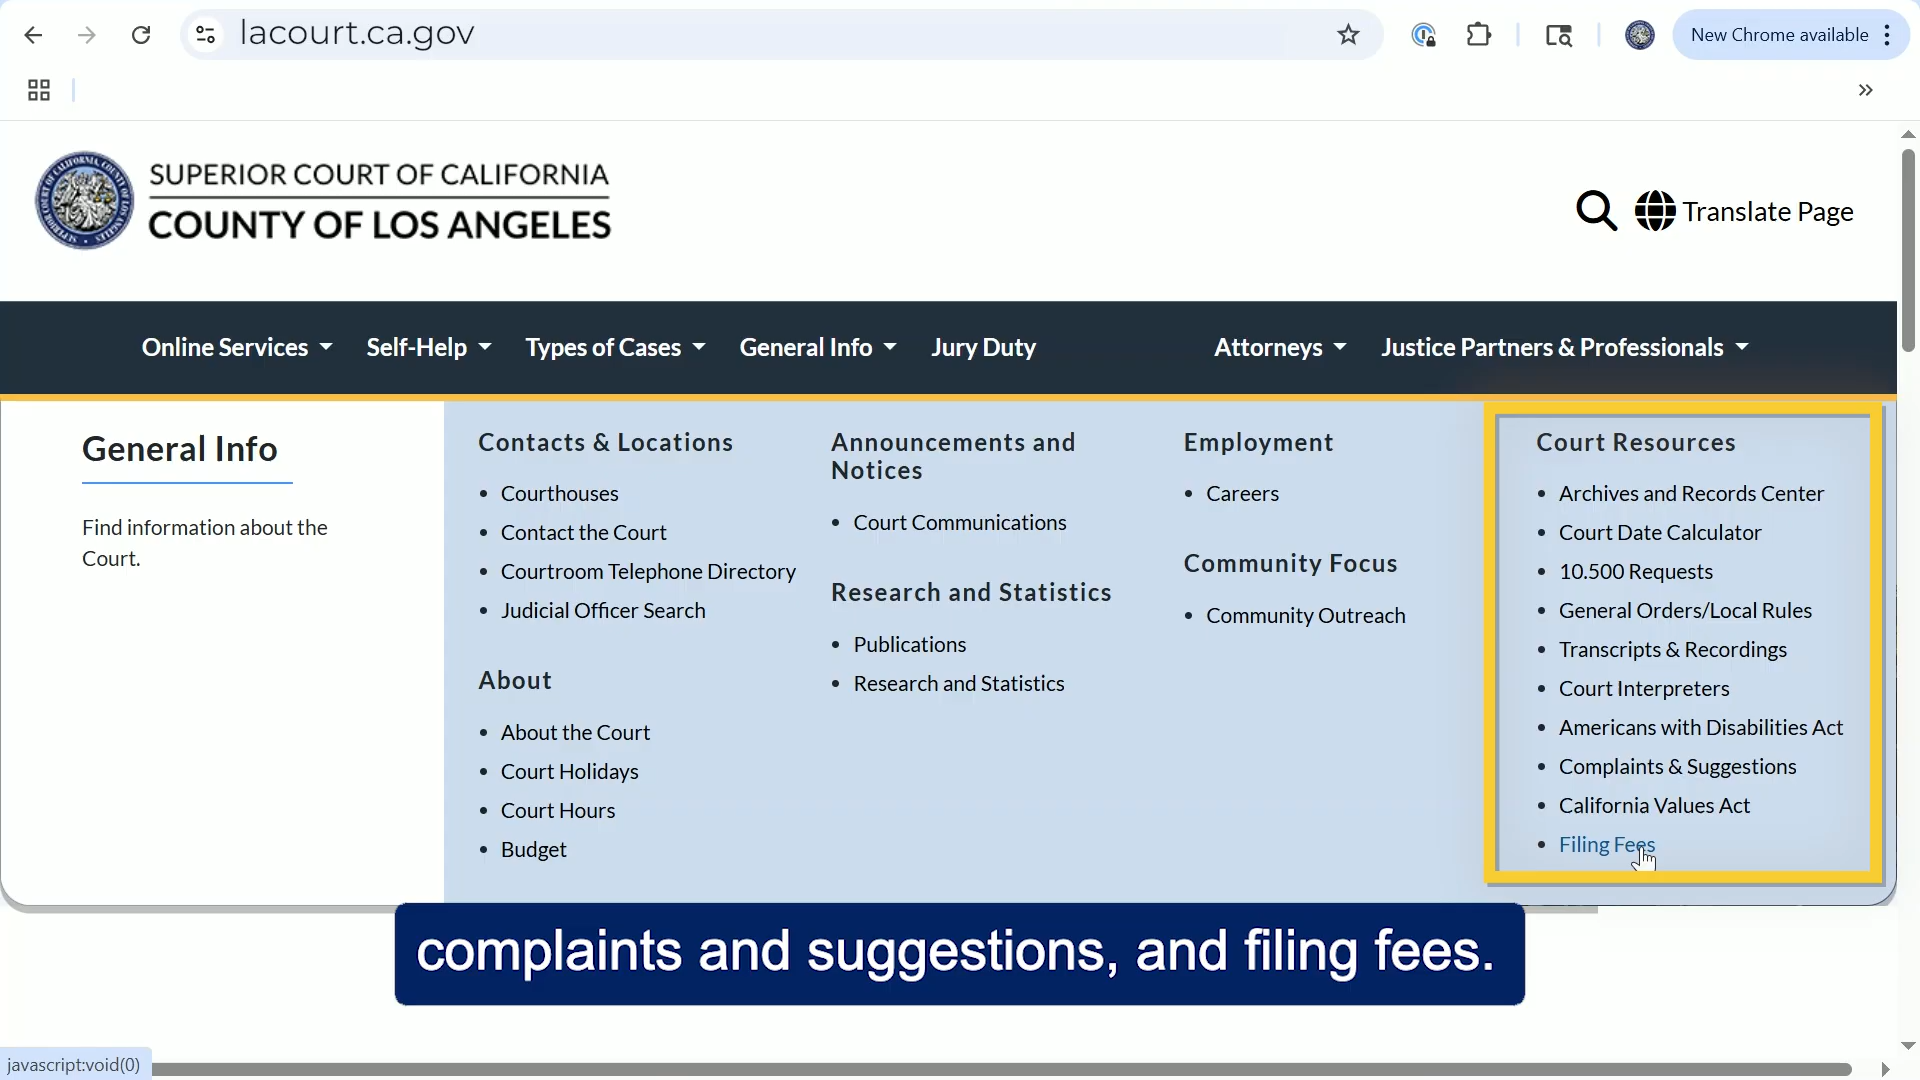 lacourt.ca.gov
New Chrome available
SUPERIOR COURT OF CALIFORNIA
COUNTY OF LOS ANGELES
Translate Page
Online Services
Self-Help
Types of Cases
General Info
Jury Duty
Attorneys
Justice Partners & Professionals
General Info
Find information about the
Court.
Contacts & Locations
Courthouses
Contact the Court
Courtroom Telephone Directory
Judicial Officer Search
About
About the Court
Court Holidays
Court Hours
Budget
Announcements and
Notices
Court Communications
Research and Statistics
Publications
Research and Statistics
Employment
Careers
Community Focus
Community Outreach
Court Resources
Archives and Records Center
Court Date Calculator
10.500 Requests
General Orders/Local Rules
Transcripts & Recordings
Court Interpreters
Americans with Disabilities Act
Complaints & Suggestions
California Values Act
Filing Fees
complaints and suggestions, and filing fees.
javascript:void(0)